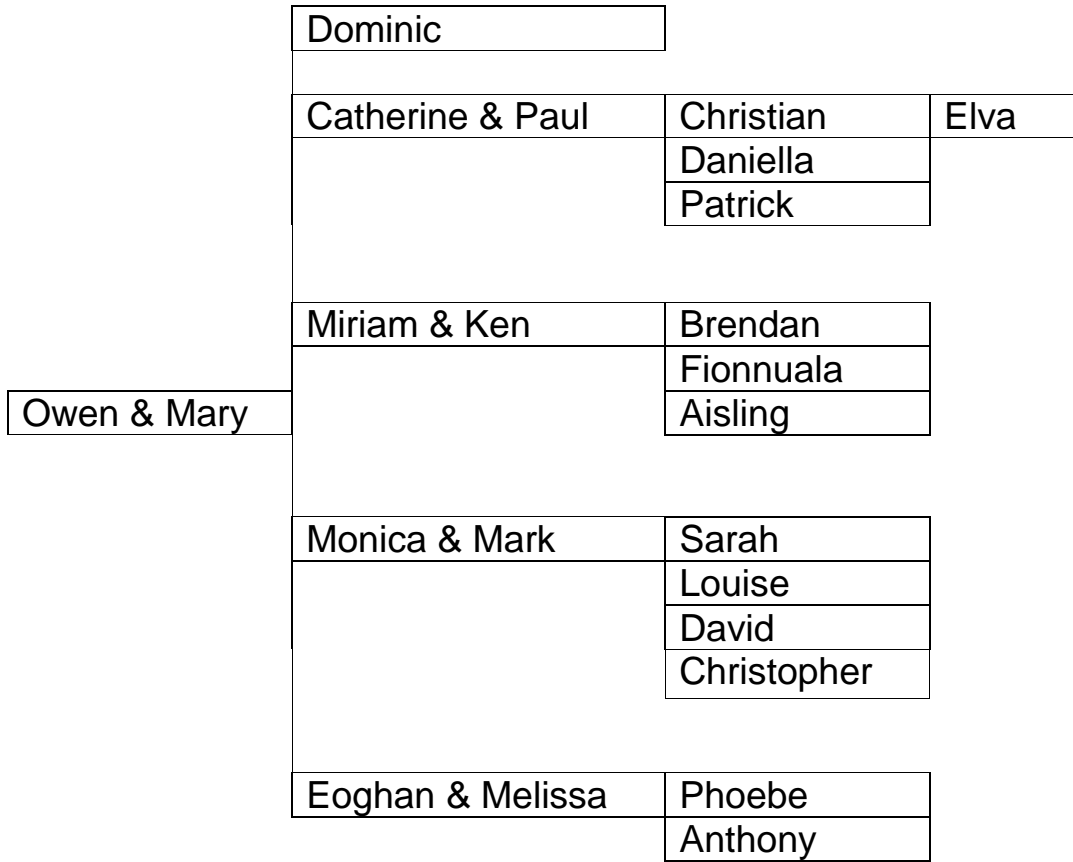 Dominic
Catherine & Paul Christian Elva
Daniella
Patrick
Miriam & Ken Brendan
Fionnuala
Owen & Mary Aisling
Monica & Mark Sarah
Louise
David
Christopher
Eoghan & Melissa Phoebe
Anthony